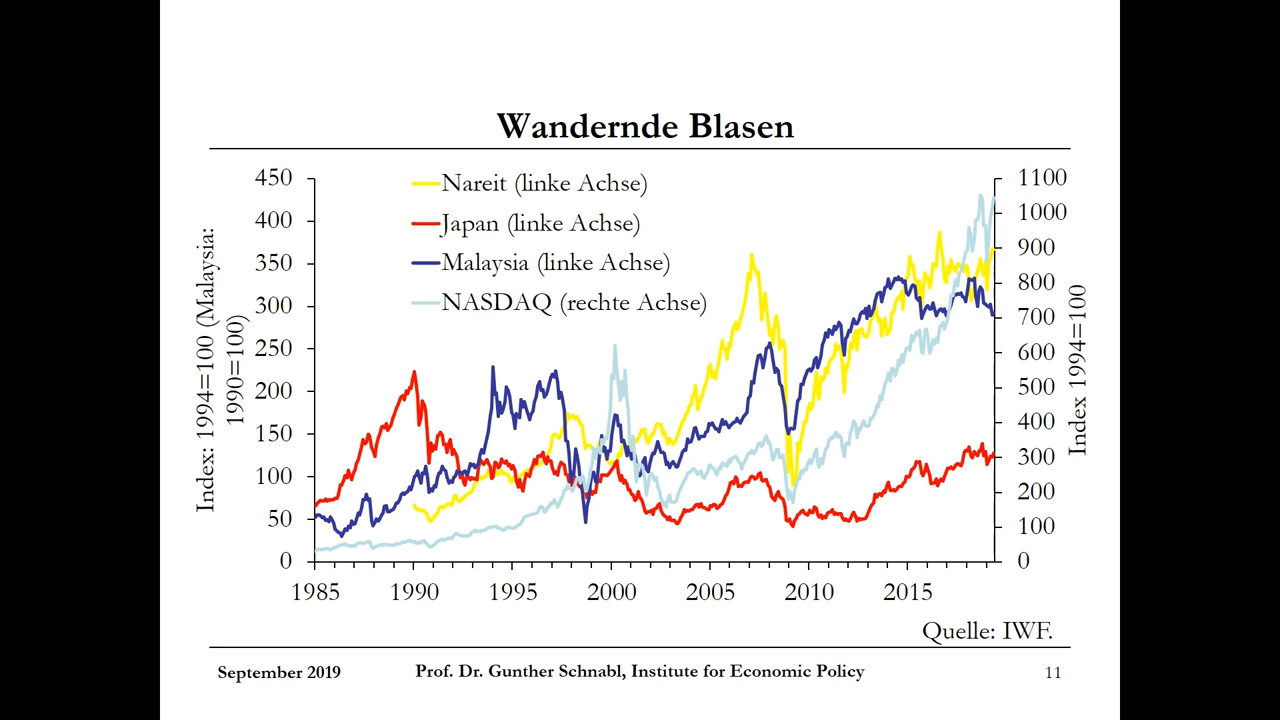 Wandernde Blasen
Index: 1994=100 (Malaysia:
1990=100)
450
400
350
300
250
200
150
100
50
0
Nareit (linke Achse)
Japan (linke Achse)
Malaysia (linke Achse)
NASDAQ (rechte Achse)
1100
1000
900
800
700
600
500
400
300
200
100
0
Index 1994=100
1985 1990 1995 2000 2005 2010 2015
Quelle: IWF.
September 2019 Prof. Dr. Gunther Schnabl, Institute for Economic Policy 11